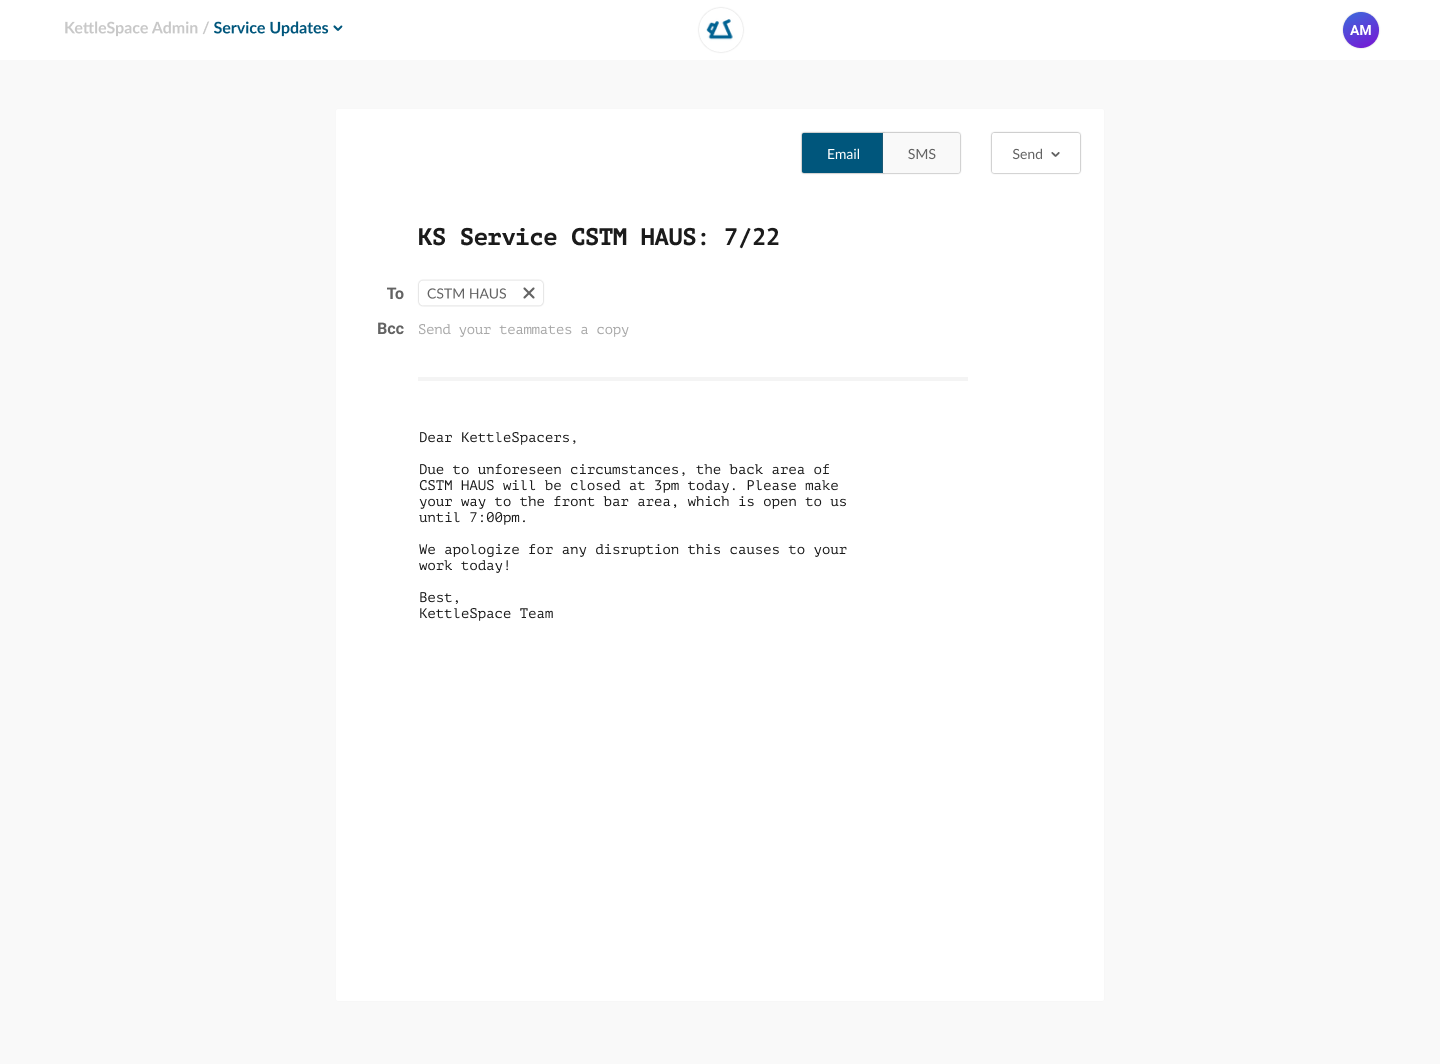 KettleSpace Admin / Service Updates
AM
Email
SMS
Send
KS Service CSTM HAUS: 7/22
To
CSTM HAUS
Bcc
Send your teammates a copy
Dear KettleSpacers,
Due to unforeseen circumstances, the back area of
CSTM HAUS will be closed at 3pm today. Please make
your way to the front bar area, which is open to us
until 7:00pm.
We apologize for any disruption this causes to your
work today!
Best,
KettleSpace Team